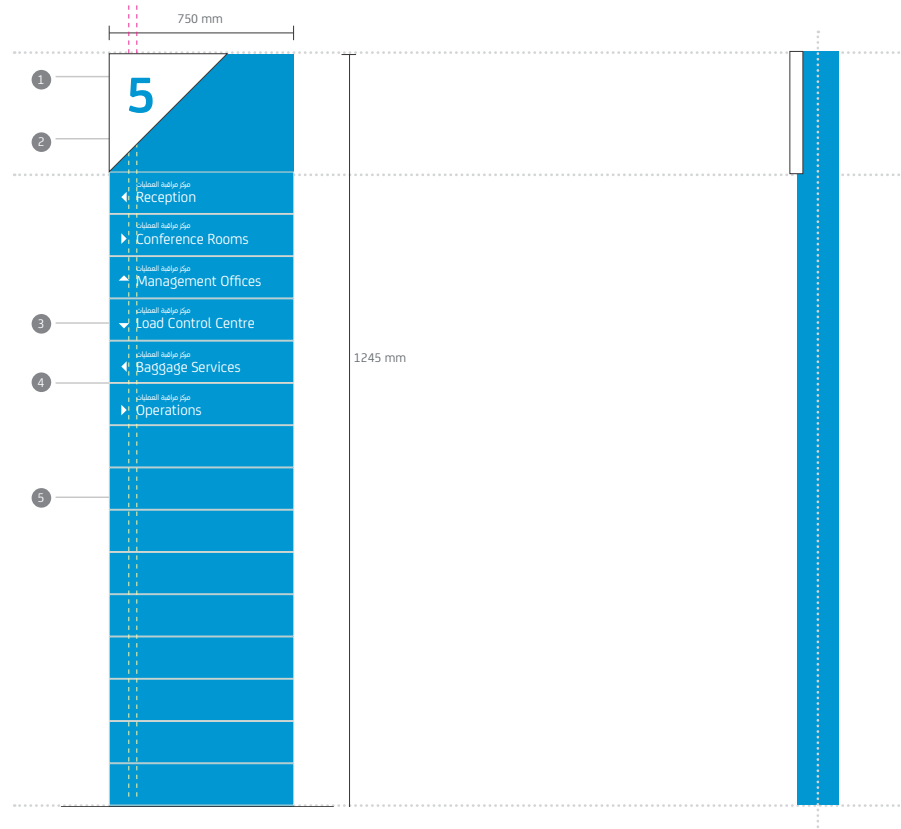 750 mm
1
5
2
مركز مراقبة العمليات
Reception
مركز مراقبة العمليات
Conference Rooms
مركز مراقبة العمليات
Management Offices
مركز مراقبة العمليات
3
Load Control Centre
مركز مراقبة العمليات
1245 mm
Baggage Services
4
مركز مراقبة العمليات
Operations
5